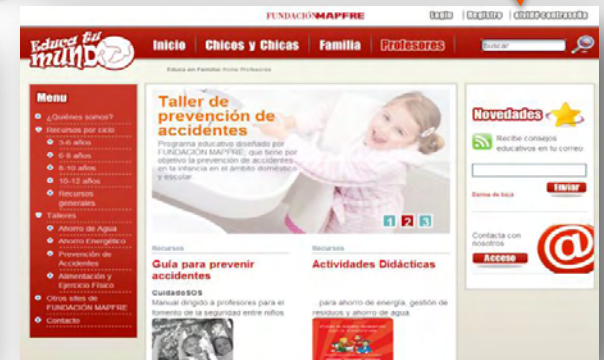 FUNDACIÓN MAPFRE
Login | Registro | olvidé contraseña
Educa tu mundo
Inicio | Chicos y Chicas | Familia | Profesores
Buscar
Educa en Familia: Home Profesores
Menu
¿Quiénes somos?
Recursos por ciclo
3-6 años
6-8 años
8-10 años
10-12 años
Recursos generales
Talleres
Ahorro de Agua
Ahorro Energético
Prevención de Accidentes
Alimentación y Ejercicio Físico
Otros sites de FUNDACIÓN MAPFRE
Contacto
Taller de
prevención de
accidentes
Programa educativo diseñado por
FUNDACIÓN MAPFRE, que tiene por
objetivo la prevención de accidentes
en la infancia en el ámbito doméstico
y escolar.
1 2 3
Recursos
Guía para prevenir
accidentes
CuidadoSOS
Manual dirigido a profesores para el
fomento de la seguridad entre niños
Recursos
Actividades Didácticas
para ahorro de energía, gestión de
residuos y ahorro de agua
Novedades
Recibe consejos
educativos en tu correo
Darme de baja
Enviar
Contacta con
nosotros
Acceso
@